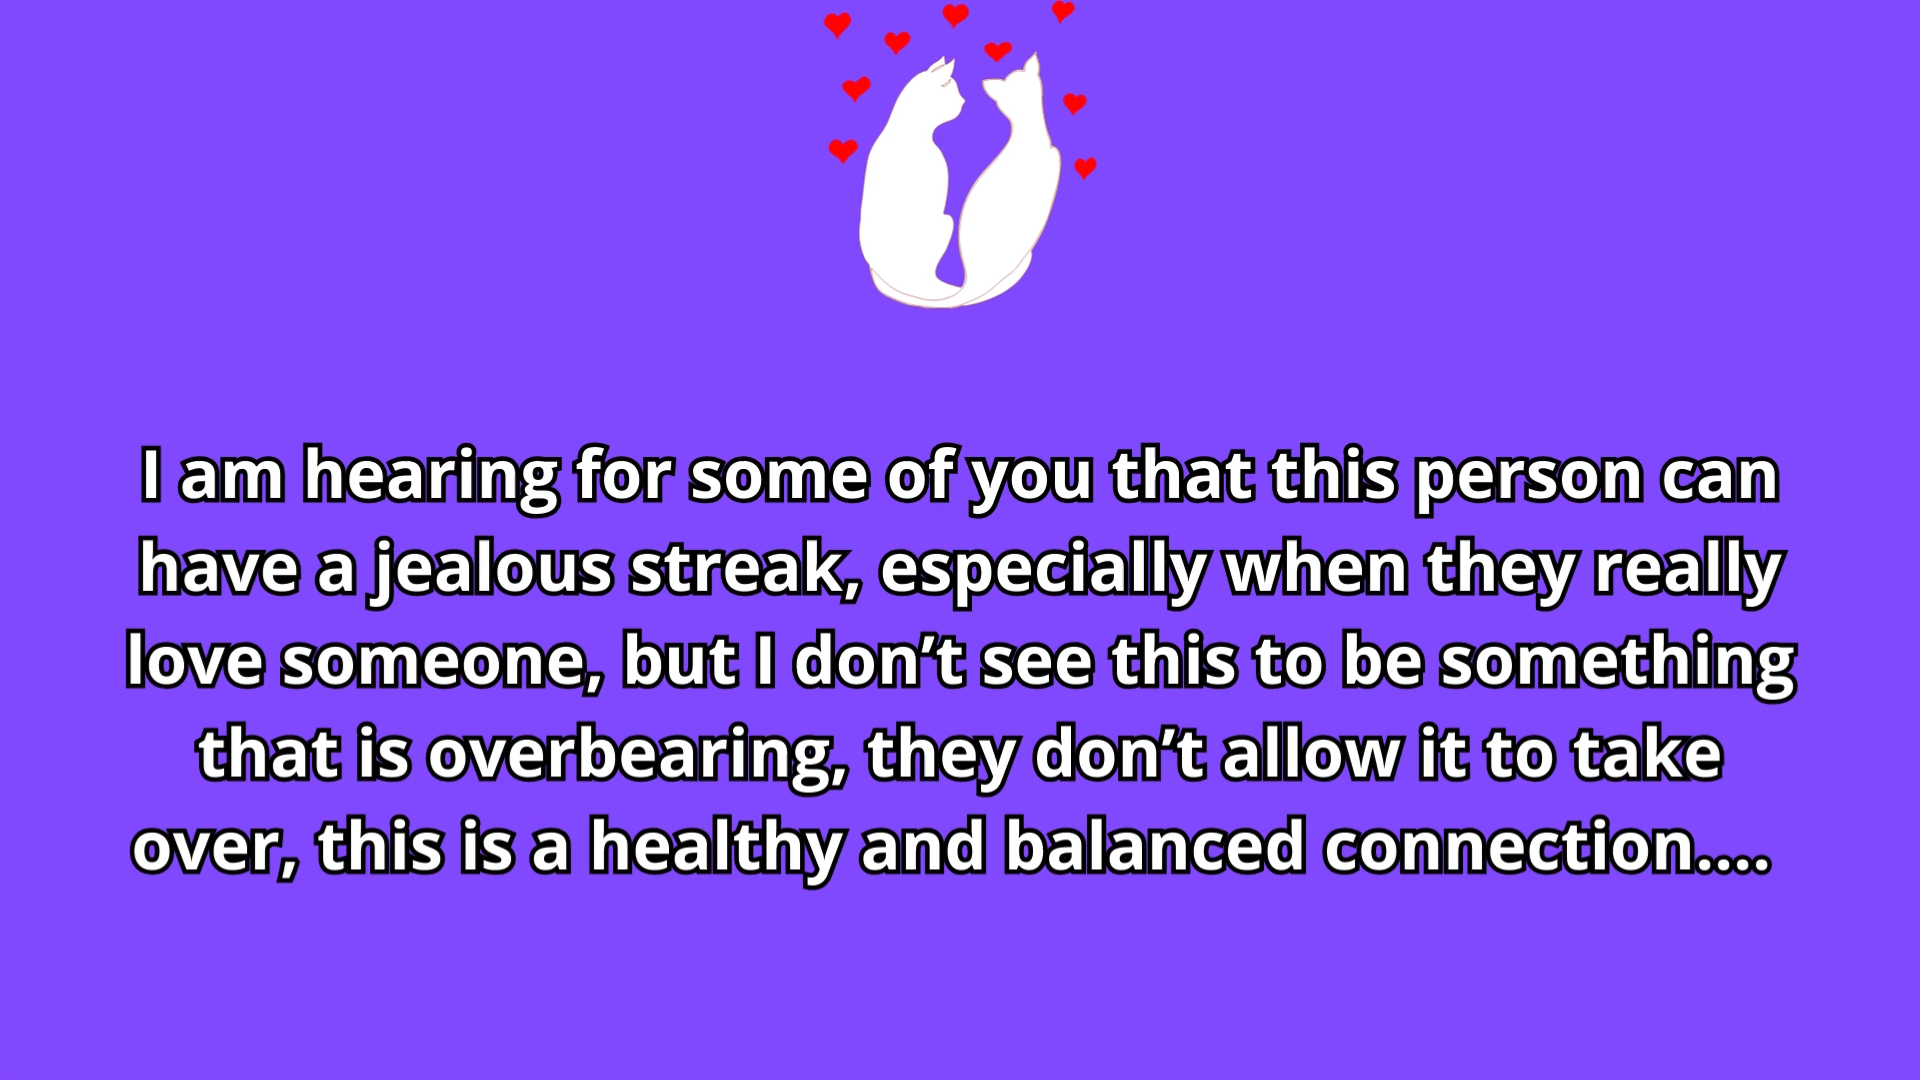 I am hearing for some of you that this person can
have a jealous streak, especially when they really
love someone, but I don’t see this to be something
that is overbearing, they don’t allow it to take
over, this is a healthy and balanced connection....